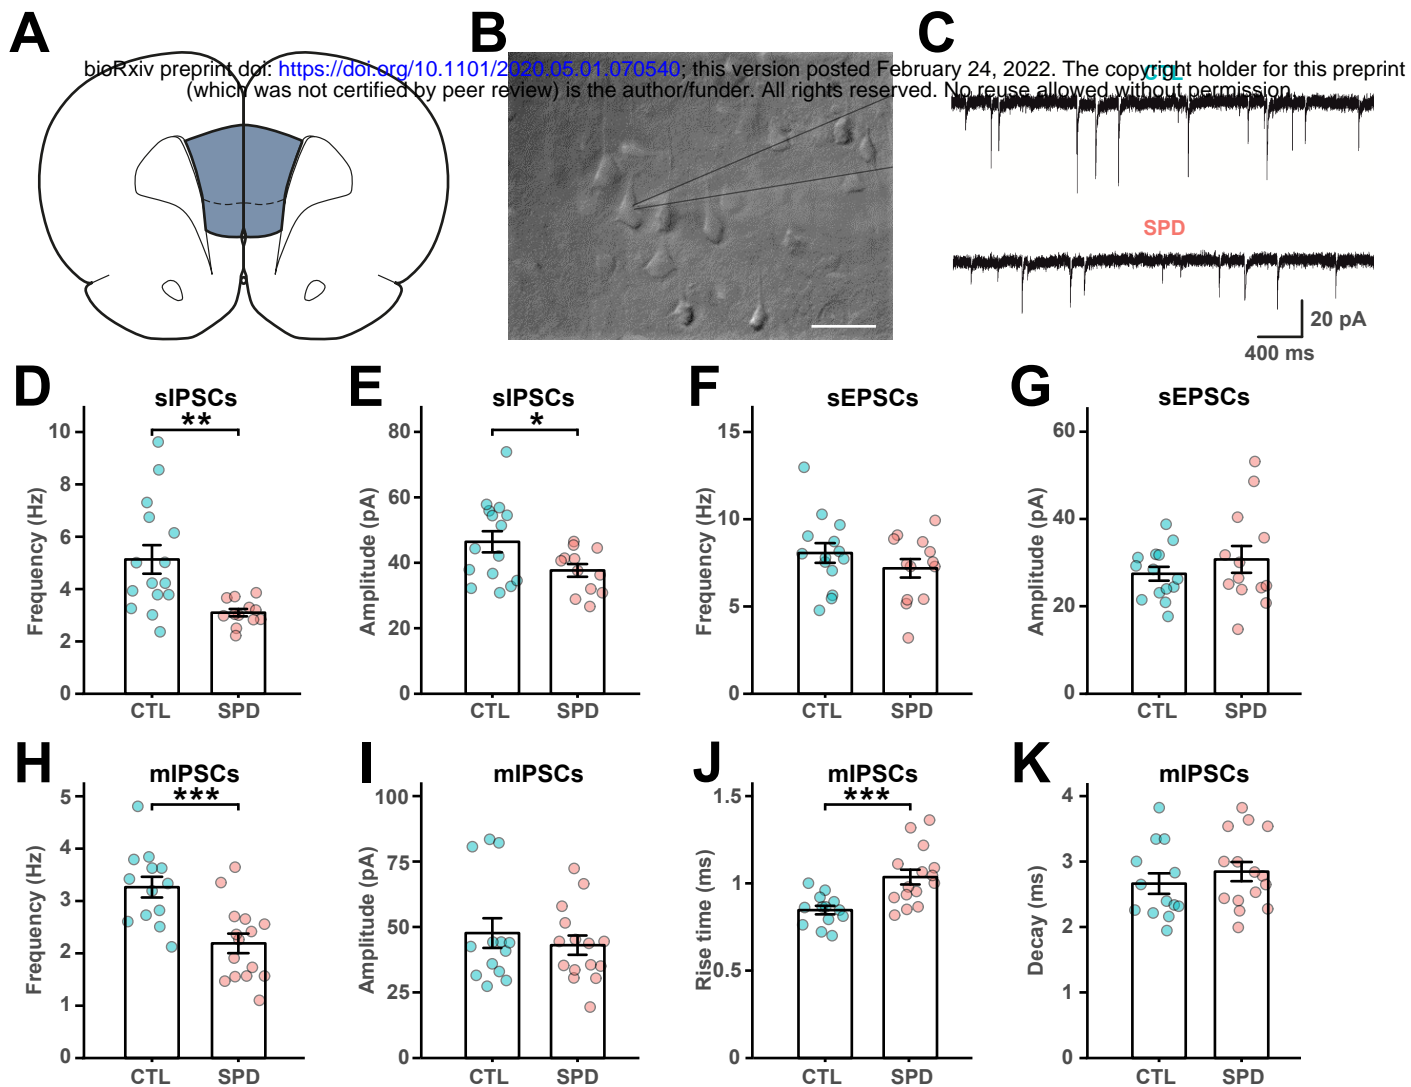 A
B
C
bioRxiv preprint doi: https://doi.org/10.1101/2020.05.01.070540; this version posted February 24, 2022. The copyright holder for this preprint
(which was not certified by peer review) is the author/funder. All rights reserved. No reuse allowed without permission.
CTL
SPD
20 pA
400 ms
D
sIPSCs
**
Frequency (Hz)
10
8
6
4
2
0
CTL
SPD
E
sIPSCs
*
Amplitude (pA)
80
60
40
20
0
CTL
SPD
F
sEPSCs
Frequency (Hz)
15
10
5
0
CTL
SPD
G
sEPSCs
Amplitude (pA)
60
40
20
0
CTL
SPD
H
mIPSCs
***
Frequency (Hz)
5
4
3
2
1
0
CTL
SPD
I
mIPSCs
Amplitude (pA)
100
75
50
25
0
CTL
SPD
J
mIPSCs
***
Rise time (ms)
1.5
1
0.5
0
CTL
SPD
K
mIPSCs
Decay (ms)
4
3
2
1
0
CTL
SPD